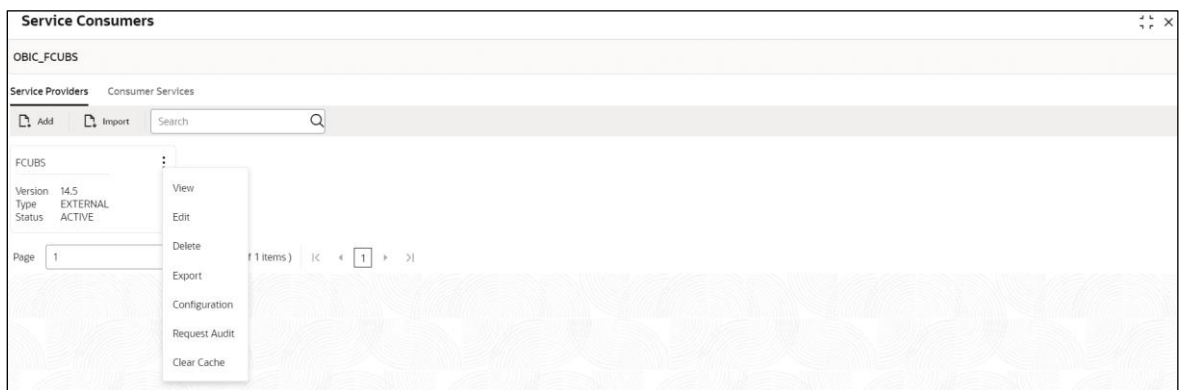 Service Consumers
OBIC_FCUBS
Service Providers Consumer Services
Add Import Search
FCUBS
Version 14.5
Type EXTERNAL
Status ACTIVE
View
Edit
Delete
Export
Configuration
Request Audit
Clear Cache
Page 1 f 1 items ) 1